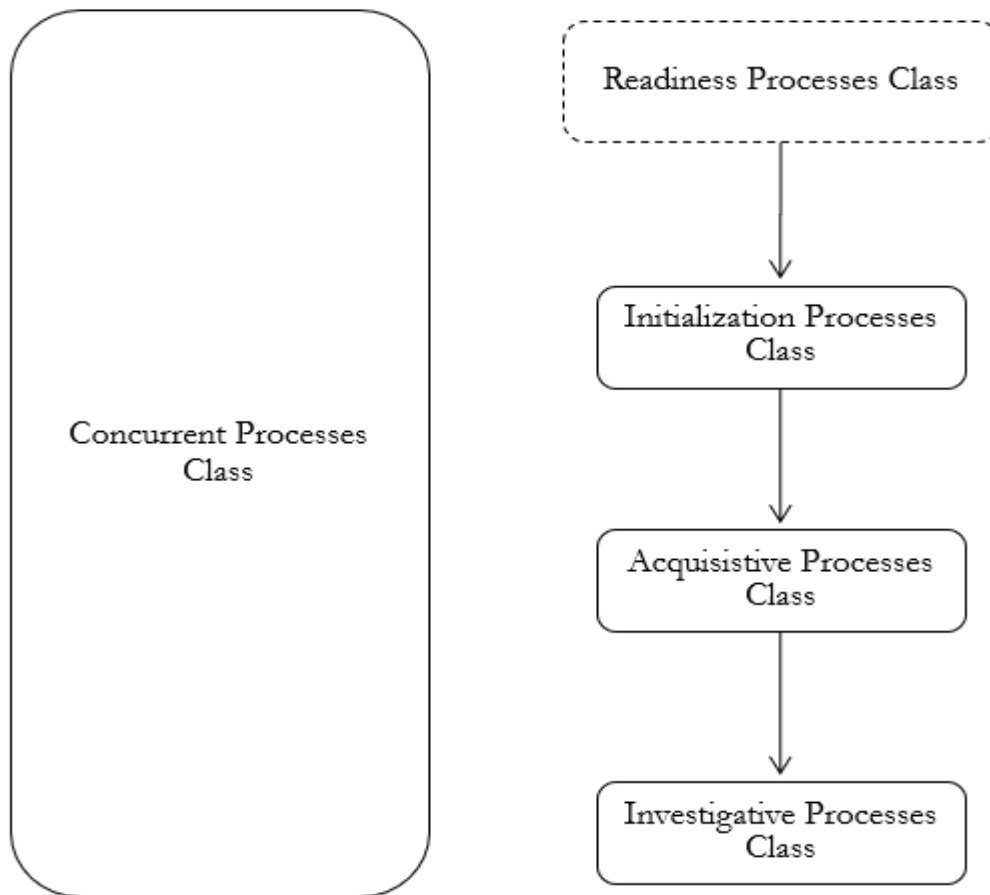 Concurrent Processes
Class
Readiness Processes Class
Initialization Processes
Class
Acquisistive Processes
Class
Investigative Processes
Class